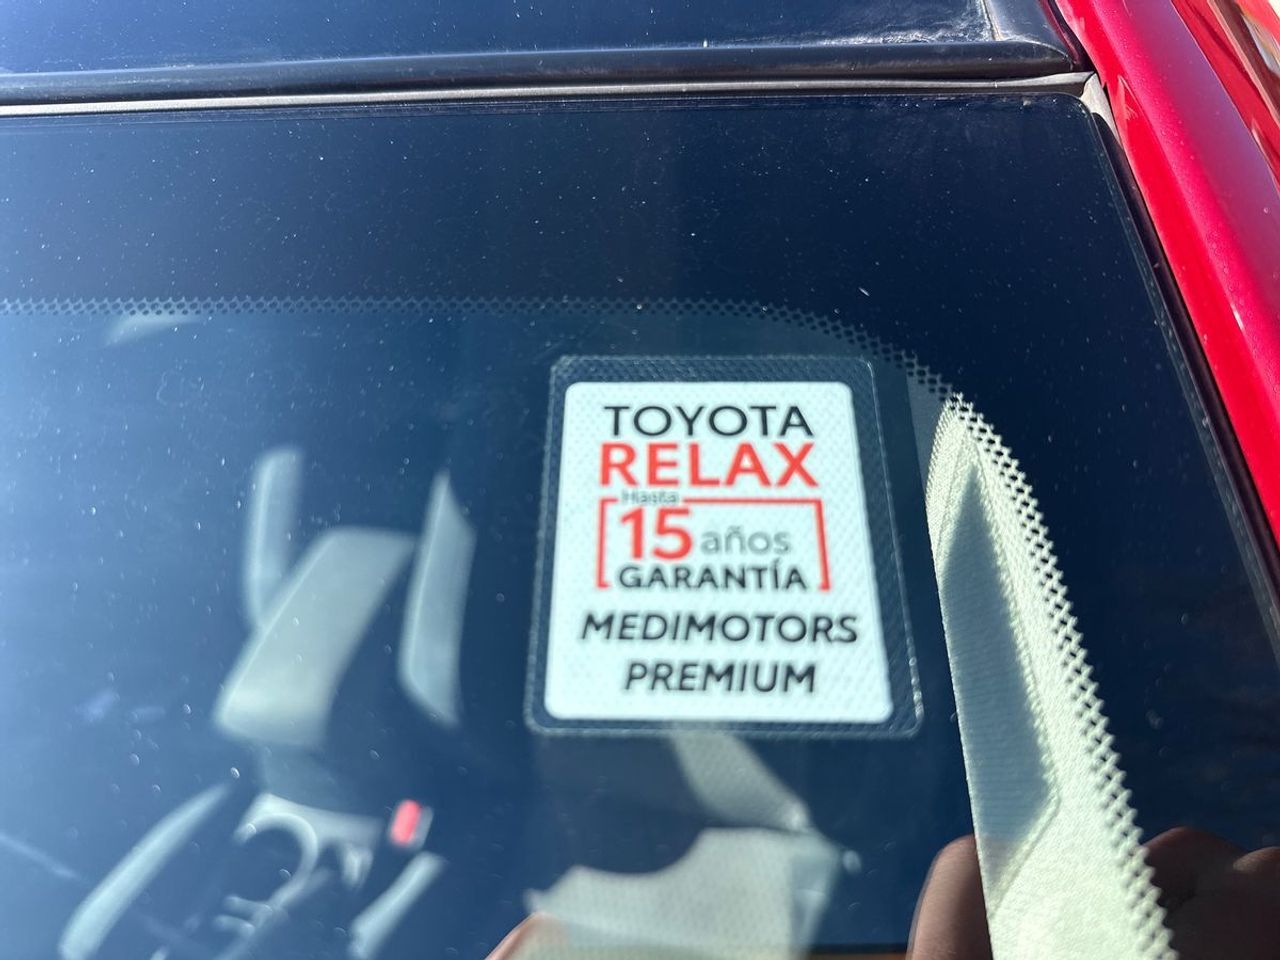 TOYOTA
RELAX
Hasta
15 años
GARANTÍA
MEDIMOTORS
PREMIUM